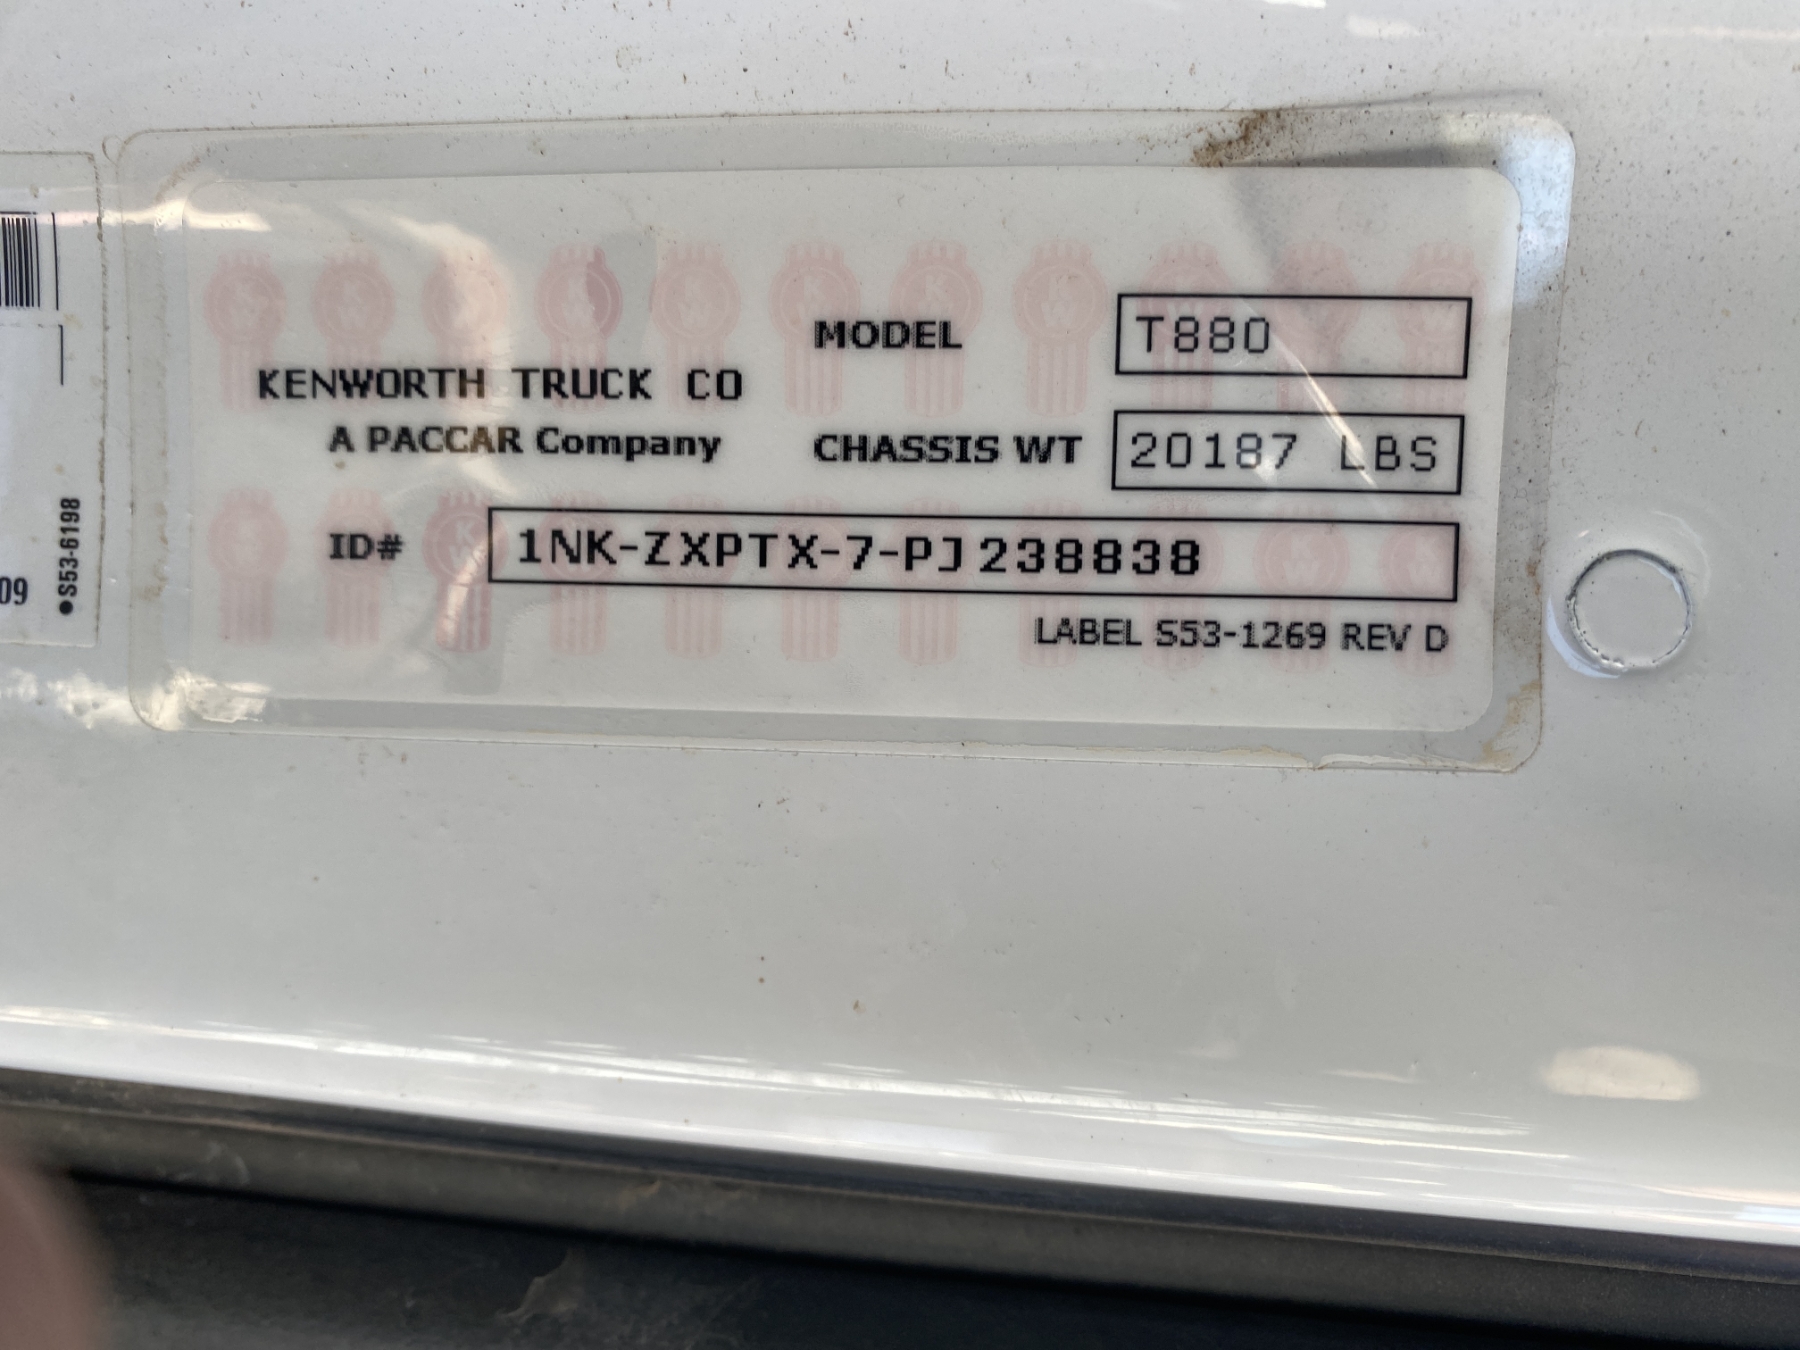 MODEL T880
KENWORTH TRUCK CO
A PACCAR Company
CHASSIS WT 20187 LBS
ID# 1NK-ZXPTX-7-PJ238838
LABEL S53-1269 REV D
09
●S53-6198